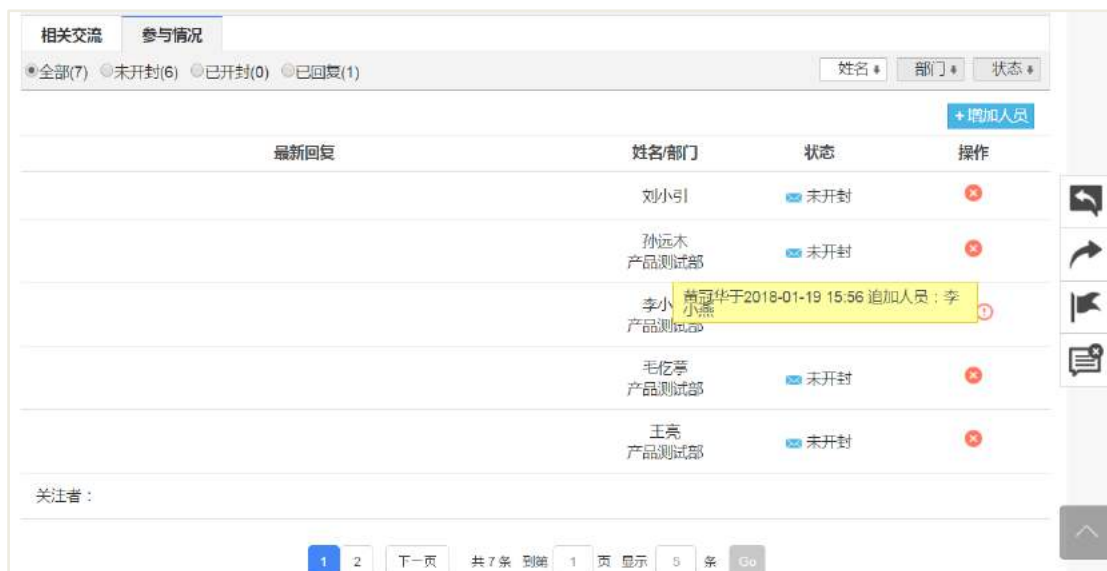 相关交流 参与情况
全部(7) 未开封(6) 已开封(0) 已回复(1) 姓名 部门 状态
+增加人员
最新回复 姓名/部门 状态 操作
刘小引 未开封
孙远木
产品测试部 未开封
黄冠华于2018-01-19 15:56 追加人员:李
小燕
李小
产品测试部
毛仡葶
产品测试部 未开封
王亮
产品测试部 未开封
关注者:
1 2 下一页 共7条 到第 1 页 显示 5 条 Go